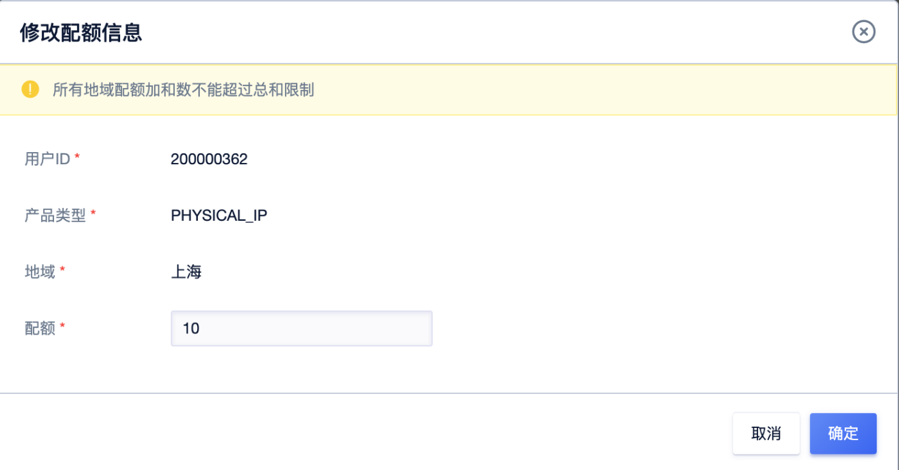 修改配额信息
所有地域配额加和数不能超过总和限制
用户ID * 200000362
产品类型 * PHYSICAL_IP
地域 * 上海
配额 * 10
取消 确定